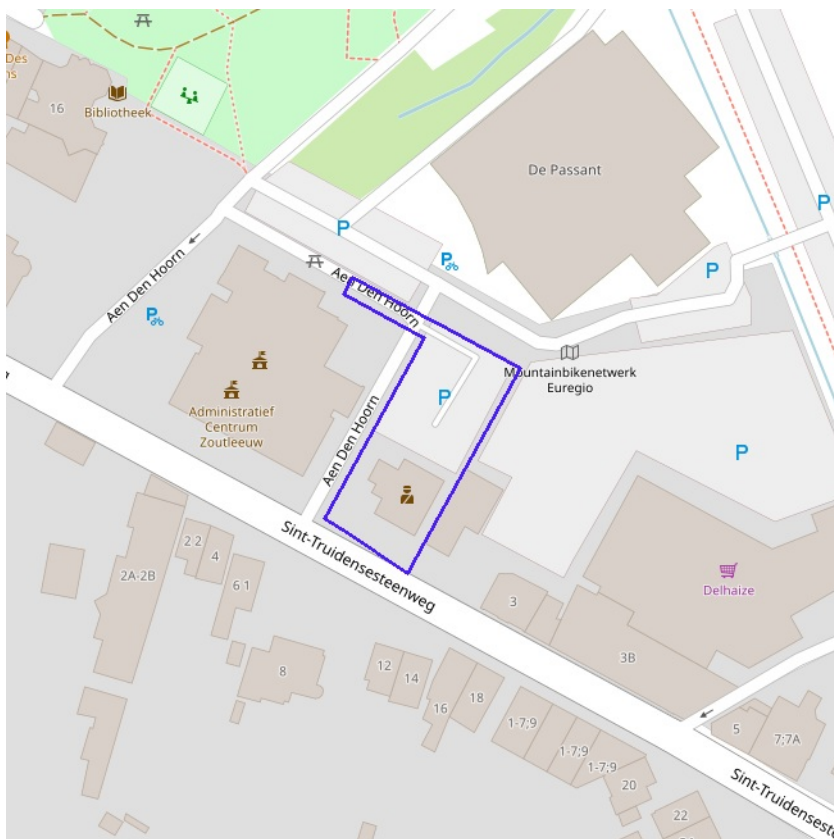 Des
ns
16
Bibliotheek
De Passant
P
P
P
P
Aen Den Hoorn
Aen Den Hoorn
P
Mountainbikenetwerk
Euregio
P
Administratief
Centrum
Zoutleeuw
Aen Den Hoorn
P
Sint-Truidensesteenweg
2A-2B
2 2
4
6 1
8
12
14
16
18
3
3B
Delhaize
1-7;9
1-7;9
1-7;9
20
22
5
7;7A